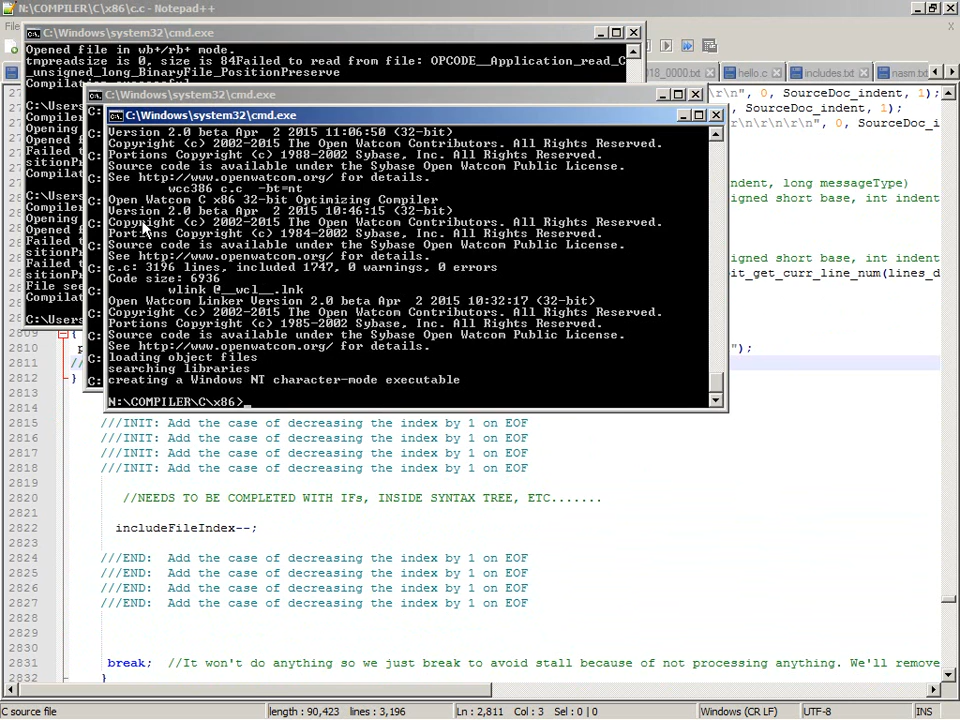 N:\COMPILER\C\x86\c.c - Notepad++
C:\Windows\system32\cmd.exe
Opened file in wb+/rb+ mode.
tmpreadsize is 0, size is 84Failed to read from file: OPCODE__Application_read_C
_unsigned_long_BinaryFile_PositionPreserve
018_0000.txt hello.c includes.txt nasm.
C:\Windows\system32\cmd.exe
\r\n", 0, SourceDoc_indent, 1);
SourceDoc_indent, 1);
\r\n\r\n\r\n", 0, SourceDoc_in
C:\Windows\system32\cmd.exe
Version 2.0 beta Apr  2 2015 11:06:50 (32-bit)
Copyright (c) 2002-2015 The Open Watcom Contributors. All Rights Reserved.
Portions Copyright (c) 1988-2002 Sybase, Inc. All Rights Reserved.
Source code is available under the Sybase Open Watcom Public License.
See http://www.openwatcom.org/ for details.
wcc386 c.c  -bt=nt
Open Watcom C x86 32-bit Optimizing Compiler
Version 2.0 beta Apr  2 2015 10:46:15 (32-bit)
Copyright (c) 2002-2015 The Open Watcom Contributors. All Rights Reserved.
Portions Copyright (c) 1984-2002 Sybase, Inc. All Rights Reserved.
Source code is available under the Sybase Open Watcom Public License.
See http://www.openwatcom.org/ for details.
c.c: 3196 lines, included 1747, 0 warnings, 0 errors
Code size: 6936
wlink @__wcl__.lnk
Open Watcom Linker Version 2.0 beta Apr  2 2015 10:32:17 (32-bit)
Copyright (c) 2002-2015 The Open Watcom Contributors. All Rights Reserved.
Portions Copyright (c) 1985-2002 Sybase, Inc. All Rights Reserved.
Source code is available under the Sybase Open Watcom Public License.
See http://www.openwatcom.org/ for details.
loading object files
searching libraries
creating a Windows NT character-mode executable
N:\COMPILER\C\x86>_
ndent, long messageType)
signed short base, int indent
signed short base, int indent
it_get_curr_line_num(lines_d
2809 {
2810 ");
2811 //
2812 }
2813
2814
2815 ///INIT: Add the case of decreasing the index by 1 on EOF
2816 ///INIT: Add the case of decreasing the index by 1 on EOF
2817 ///INIT: Add the case of decreasing the index by 1 on EOF
2818 ///INIT: Add the case of decreasing the index by 1 on EOF
2819
2820 //NEEDS TO BE COMPLETED WITH IFs, INSIDE SYNTAX TREE, ETC.......
2821
2822 includeFileIndex--;
2823
2824 ///END:  Add the case of decreasing the index by 1 on EOF
2825 ///END:  Add the case of decreasing the index by 1 on EOF
2826 ///END:  Add the case of decreasing the index by 1 on EOF
2827 ///END:  Add the case of decreasing the index by 1 on EOF
2828
2829
2830
2831 break;  //It won't do anything so we just break to avoid stall because of not processing anything. We'll remove
2832 }
C source file length : 90,423 lines : 3,196 Ln : 2,811 Col : 3 Sel : 0 | 0 Windows (CR LF) UTF-8 INS